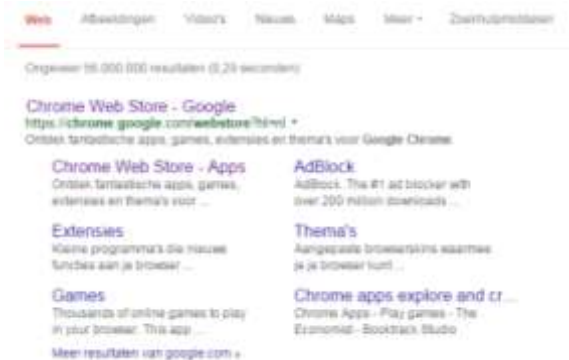 Web Afbeeldingen Video's Nieuws Maps Meer Zoekhulpmiddelen
Ongeveer 56.000.000 resultaten (0,29 seconden)
Chrome Web Store - Google
https://chrome.google.com/webstore?hl=nl
Ontdek fantastische apps, games, extensies en thema's voor Google Chrome.
Chrome Web Store - Apps
Ontdek fantastische apps, games,
extensies en thema's voor ...
AdBlock
AdBlock. The #1 ad blocker with
over 200 million downloads ...
Extensies
Kleine programma's die nieuwe
functies aan je browser ...
Thema's
Aangepaste browserskins waarmee
je je browser kunt ...
Games
Thousands of online games to play
in your browser. This app ...
Chrome apps explore and cr...
Chrome Apps - Play games - The
Economist - Booktrack Studio
Meer resultaten van google.com »